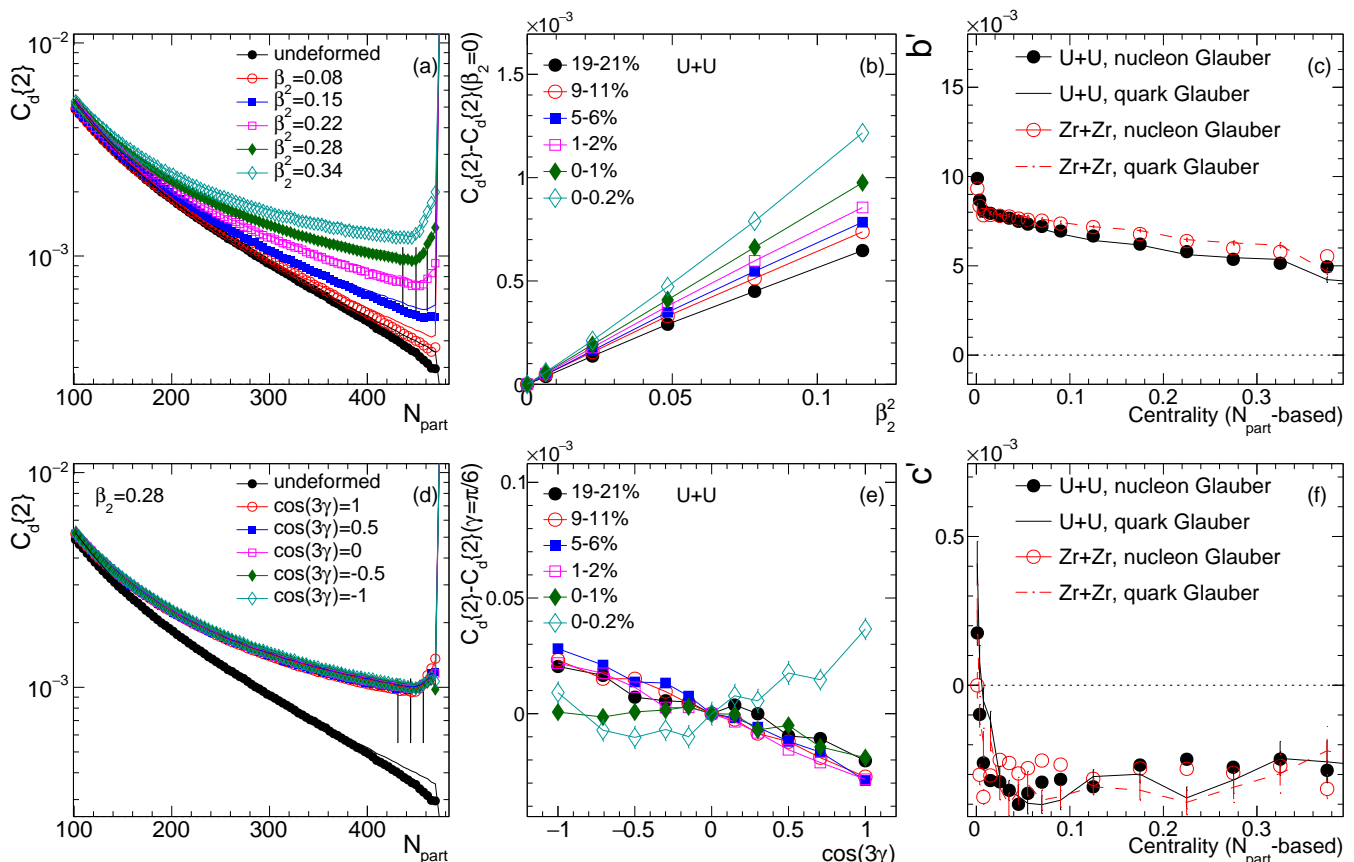 C_d{2}
10^{-2}
10^{-3}
undeformed
β_2=0.08
β_2=0.15
β_2=0.22
β_2=0.28
β_2=0.34
(a)
100 200 300 400
N_part
C_d{2}-C_d{2}(β_2=0)
×10^{-3}
1.5
1
0.5
0
19-21%
9-11%
5-6%
1-2%
0-1%
0-0.2%
U+U
(b)
0 0.05 0.1
β_2^2
b'
×10^{-3}
15
10
5
0
U+U, nucleon Glauber
U+U, quark Glauber
Zr+Zr, nucleon Glauber
Zr+Zr, quark Glauber
(c)
0 0.1 0.2 0.3
Centrality (N_part-based)
C_d{2}
10^{-2}
10^{-3}
β_2=0.28
undeformed
cos(3γ)=1
cos(3γ)=0.5
cos(3γ)=0
cos(3γ)=-0.5
cos(3γ)=-1
(d)
100 200 300 400
N_part
C_d{2}-C_d{2}(γ=π/6)
×10^{-3}
0.1
0.05
0
19-21%
9-11%
5-6%
1-2%
0-1%
0-0.2%
U+U
(e)
−1 −0.5 0 0.5 1
cos(3γ)
c'
×10^{-3}
0.5
0
U+U, nucleon Glauber
U+U, quark Glauber
Zr+Zr, nucleon Glauber
Zr+Zr, quark Glauber
(f)
0 0.1 0.2 0.3
Centrality (N_part-based)